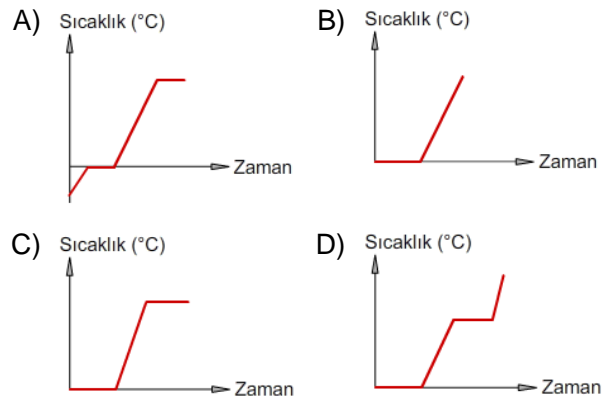 A)
Sıcaklık (°C)
Zaman
B)
Sıcaklık (°C)
Zaman
C)
Sıcaklık (°C)
Zaman
D)
Sıcaklık (°C)
Zaman